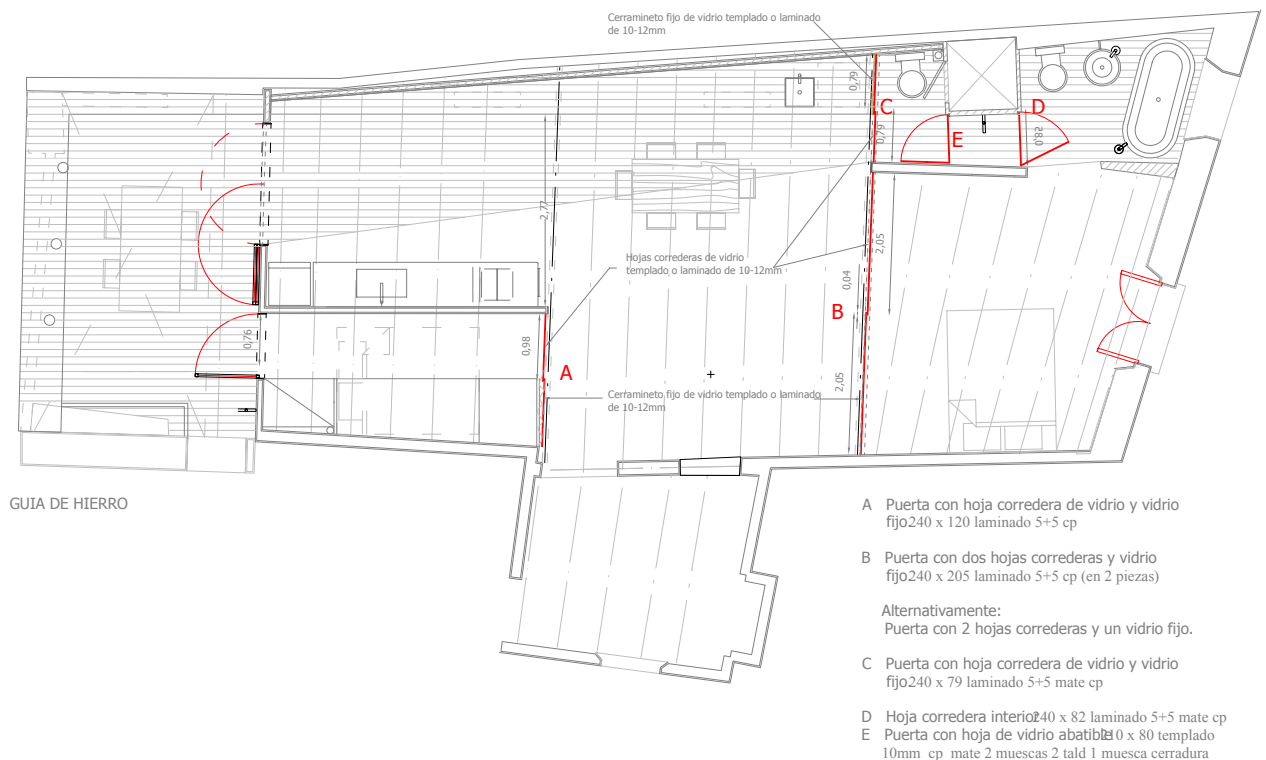 Cerramineto fijo de vidrio templado o laminado
de 10-12mm
0,79
C
D
0,79
E
0,85
2,77
Hojas correderas de vidrio
templado o laminado de 10-12mm
2,05
0,04
B
0,76
0,98
A
2,05
Cerramineto fijo de vidrio templado o laminado
de 10-12mm
GUIA DE HIERRO
A Puerta con hoja corredera de vidrio y vidrio
fijo240 x 120 laminado 5+5 cp
B Puerta con dos hojas correderas y vidrio
fijo240 x 205 laminado 5+5 cp (en 2 piezas)
Alternativamente:
Puerta con 2 hojas correderas y un vidrio fijo.
C Puerta con hoja corredera de vidrio y vidrio
fijo240 x 79 laminado 5+5 mate cp
D Hoja corredera interior240 x 82 laminado 5+5 mate cp
E Puerta con hoja de vidrio abatible210 x 80 templado
10mm cp mate 2 muescas 2 tald 1 muesca cerradura